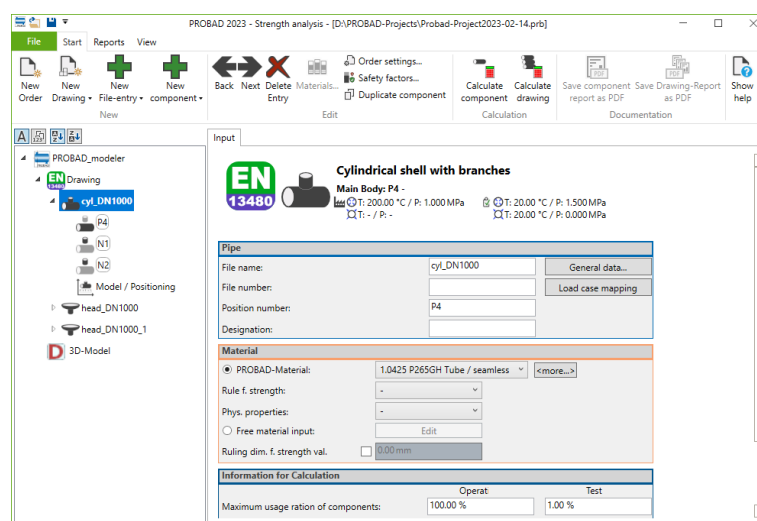 PROBAD 2023 - Strength analysis - [D:\PROBAD-Projects\Probad-Project2023-02-14.prb]
File Start Reports View
New Order
New Drawing
New File-entry
New component
Back
Next
Delete Entry
Materials...
Order settings...
Safety factors...
Duplicate component
Calculate component
Calculate drawing
Save component report as PDF
Save Drawing-Report as PDF
Show help
New Edit Calculation Documentation
Input
PROBAD_modeler
EN 13480 Drawing
cyl_DN1000
P4
N1
N2
Model / Positioning
head_DN1000
head_DN1000_1
D 3D-Model
EN 13480
Cylindrical shell with branches
Main Body: P4 -
T: 200.00 °C / P: 1.000 MPa T: 20.00 °C / P: 1.500 MPa
T: - / P: - T: 20.00 °C / P: 0.000 MPa
Pipe
File name: cyl_DN1000 General data...
File number: Load case mapping
Position number: P4
Designation:
Material
PROBAD-Material: 1.0425 P265GH Tube / seamless <more...>
Rule f. strength: -
Phys. properties: -
Free material input: Edit
Ruling dim. f. strength val. 0.00 mm
Information for Calculation
Operat Test
Maximum usage ration of components: 100.00 % 1.00 %